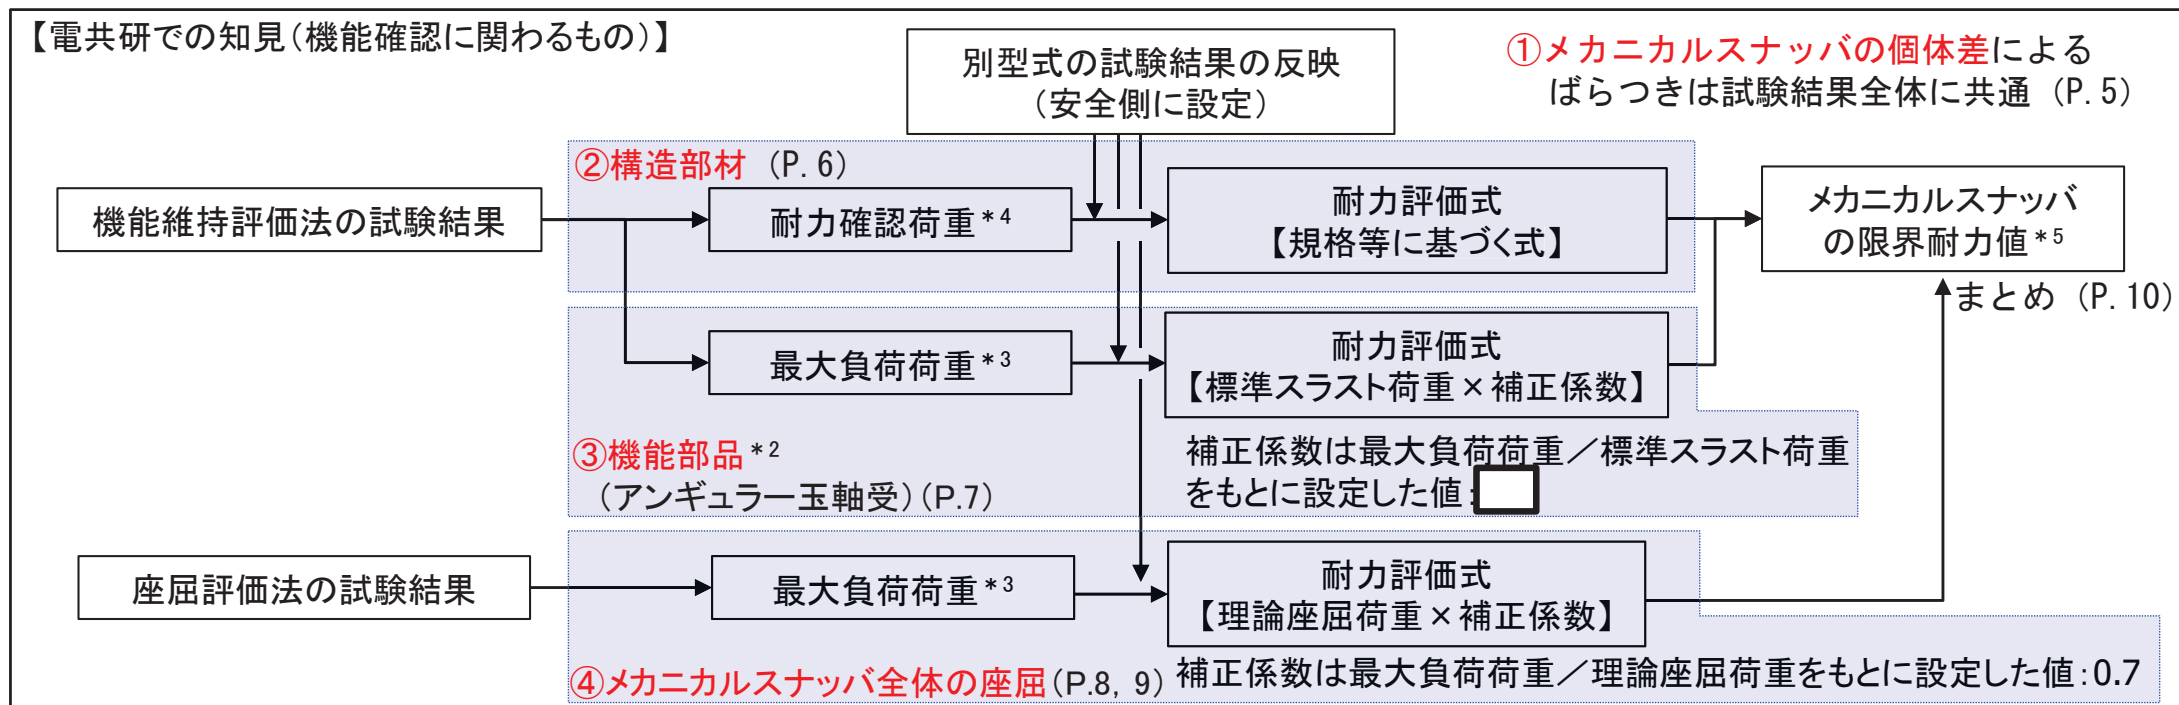 【電共研での知見(機能確認に関わるもの)】
別型式の試験結果の反映
(安全側に設定)
①メカニカルスナッバの個体差による
ばらつきは試験結果全体に共通 (P. 5)
②構造部材 (P. 6)
機能維持評価法の試験結果
耐力確認荷重*4
耐力評価式
【規格等に基づく式】
メカニカルスナッバ
の限界耐力値*5
まとめ (P. 10)
最大負荷荷重*3
耐力評価式
【標準スラスト荷重×補正係数】
③機能部品*2
(アンギュラー玉軸受)(P.7)
補正係数は最大負荷荷重/標準スラスト荷重
をもとに設定した値:
座屈評価法の試験結果
最大負荷荷重*3
耐力評価式
【理論座屈荷重×補正係数】
④メカニカルスナッバ全体の座屈(P.8, 9)
補正係数は最大負荷荷重/理論座屈荷重をもとに設定した値:0.7